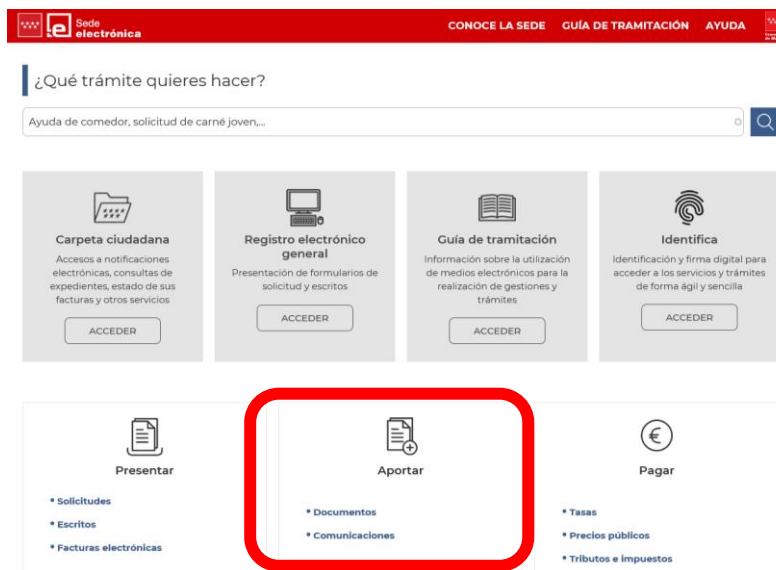 Sede
electrónica
CONOCE LA SEDE GUÍA DE TRAMITACIÓN AYUDA
¿Qué trámite quieres hacer?
Ayuda de comedor, solicitud de carné joven,...
Carpeta ciudadana
Accesos a notificaciones
electrónicas, consultas de
expedientes, estado de sus
facturas y otros servicios
ACCEDER
Registro electrónico
general
Presentación de formularios de
solicitud y escritos
ACCEDER
Guía de tramitación
Información sobre la utilización
de medios electrónicos para la
realización de gestiones y
trámites
ACCEDER
Identifica
Identificación y firma digital para
acceder a los servicios y trámites
de forma ágil y sencilla
ACCEDER
Presentar
• Solicitudes
• Escritos
• Facturas electrónicas
Aportar
• Documentos
• Comunicaciones
Pagar
• Tasas
• Precios públicos
• Tributos e impuestos